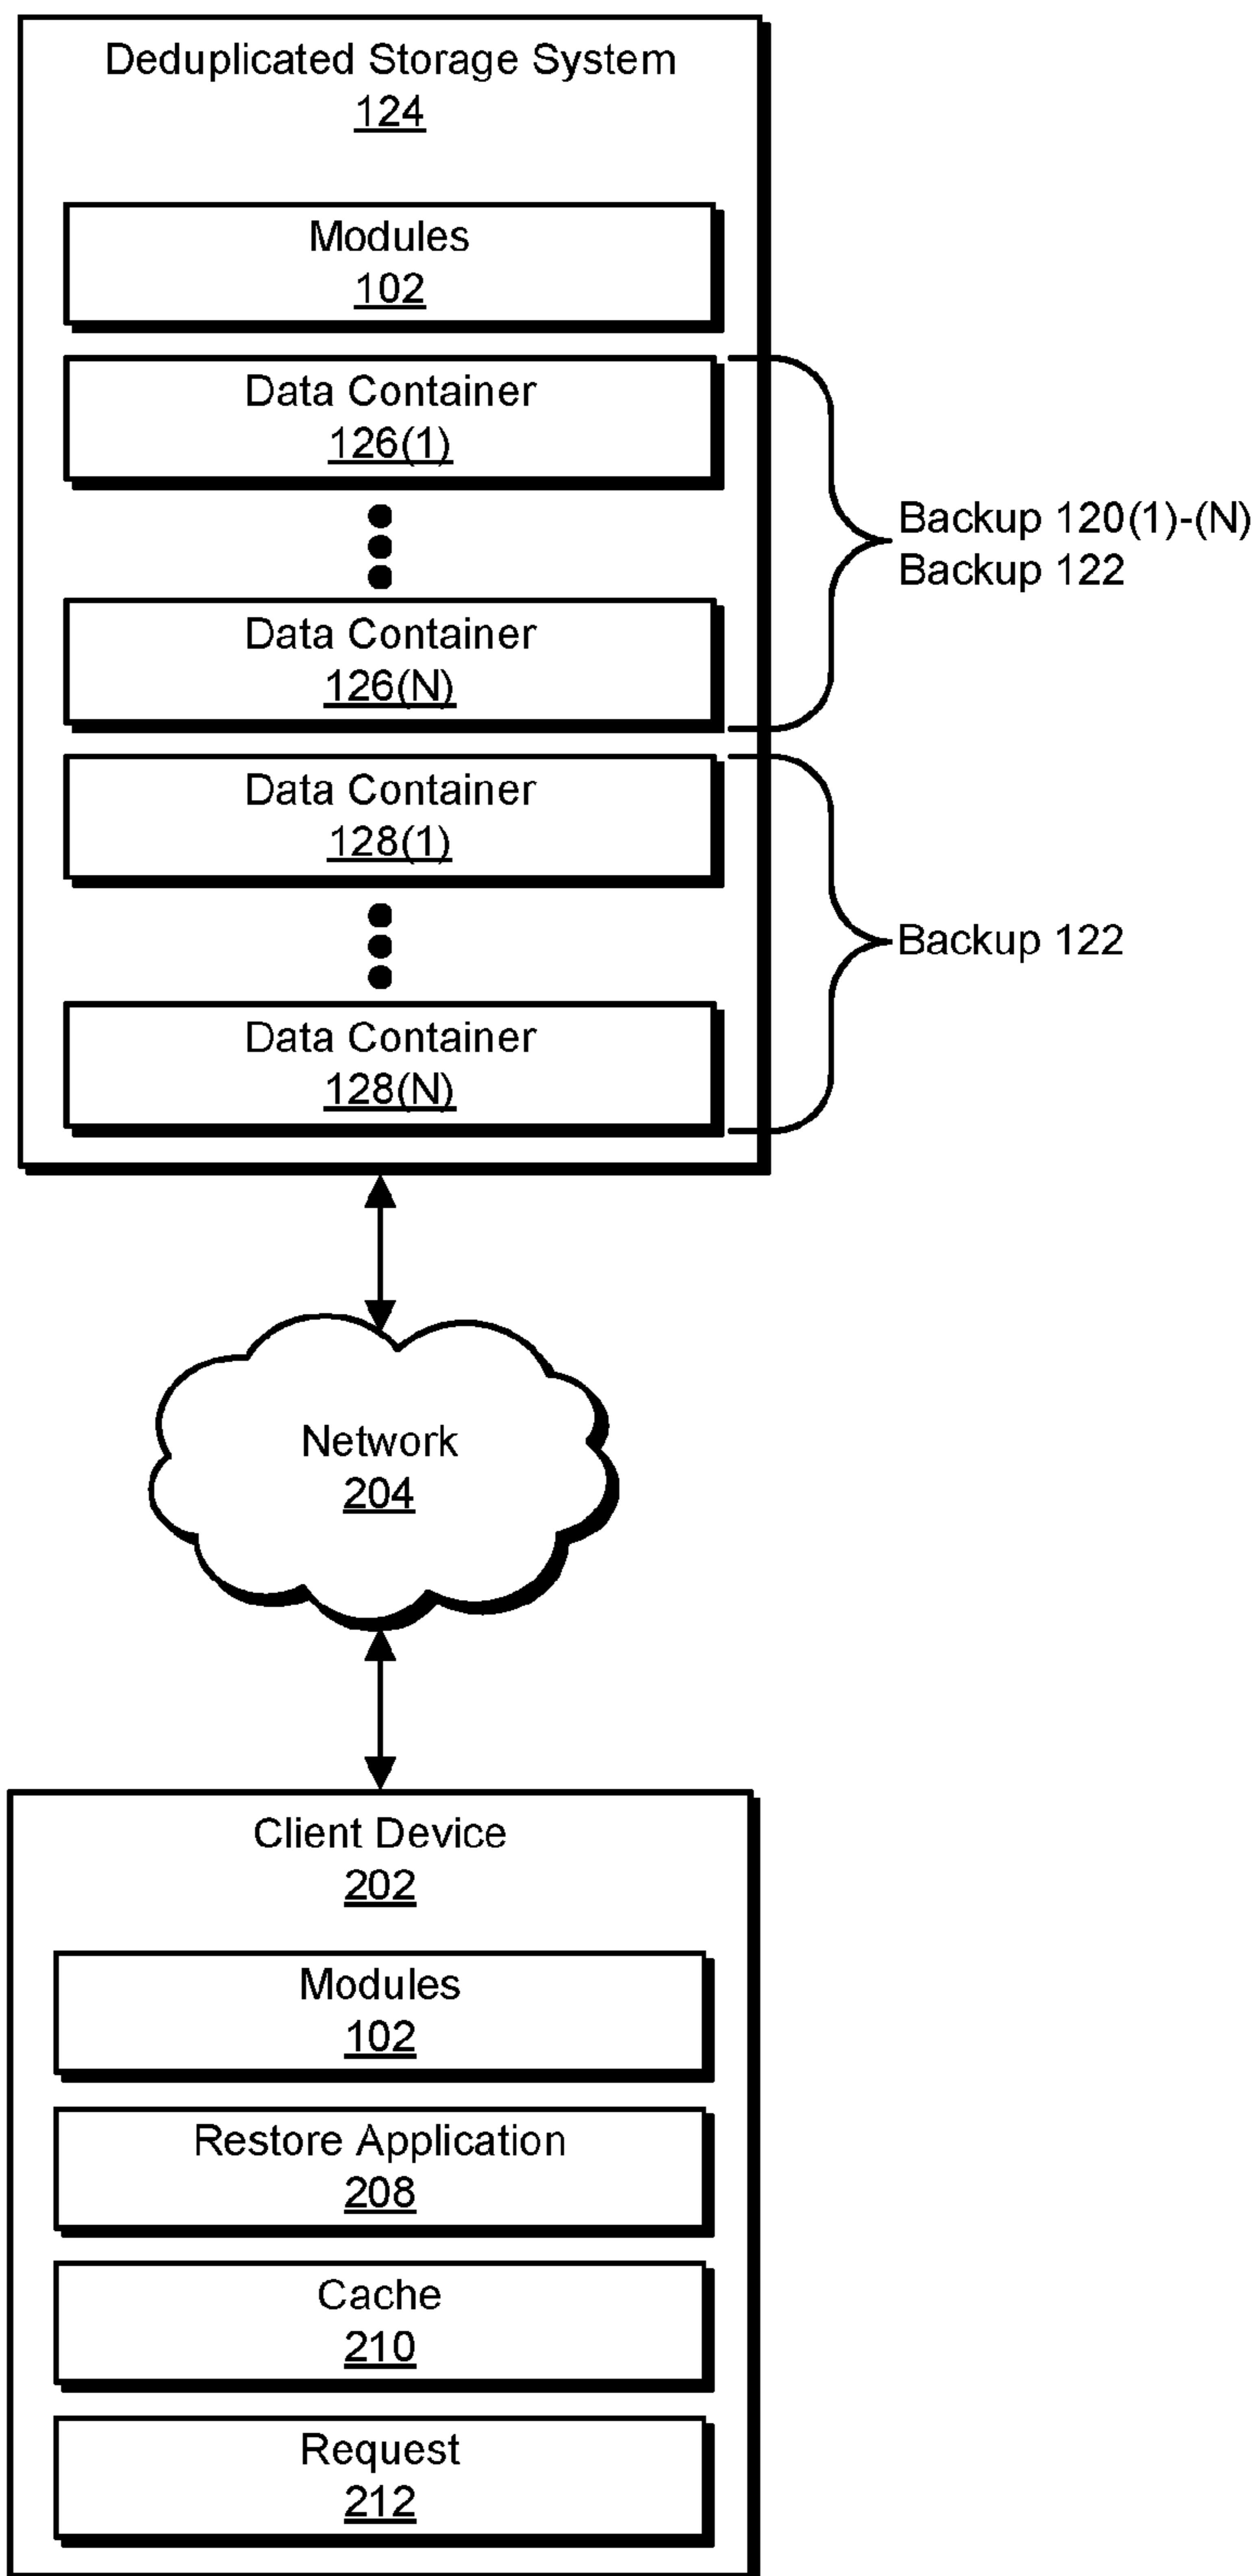 Deduplicated Storage System
124
Modules
102
Data Container
126(1)
Data Container
126(N)
Backup 120(1)-(N)
Backup 122
Data Container
128(1)
Data Container
128(N)
Backup 122
Network
204
Client Device
202
Modules
102
Restore Application
208
Cache
210
Request
212